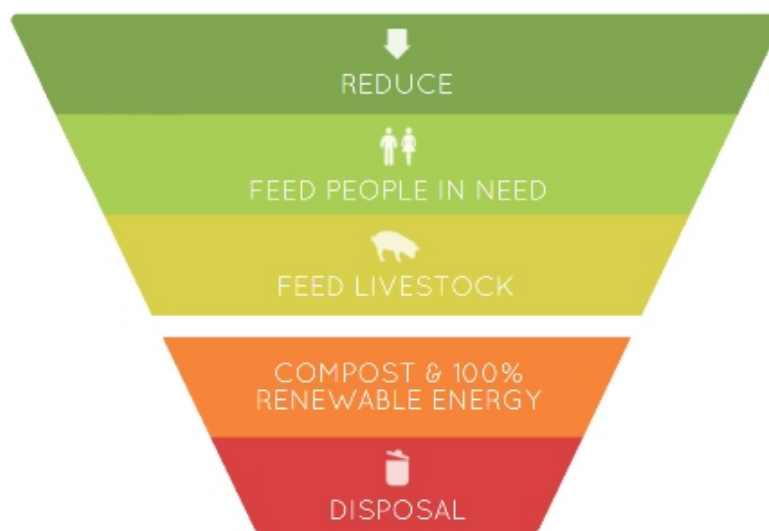 REDUCE
FEED PEOPLE IN NEED
FEED LIVESTOCK
COMPOST & 100%
RENEWABLE ENERGY
DISPOSAL